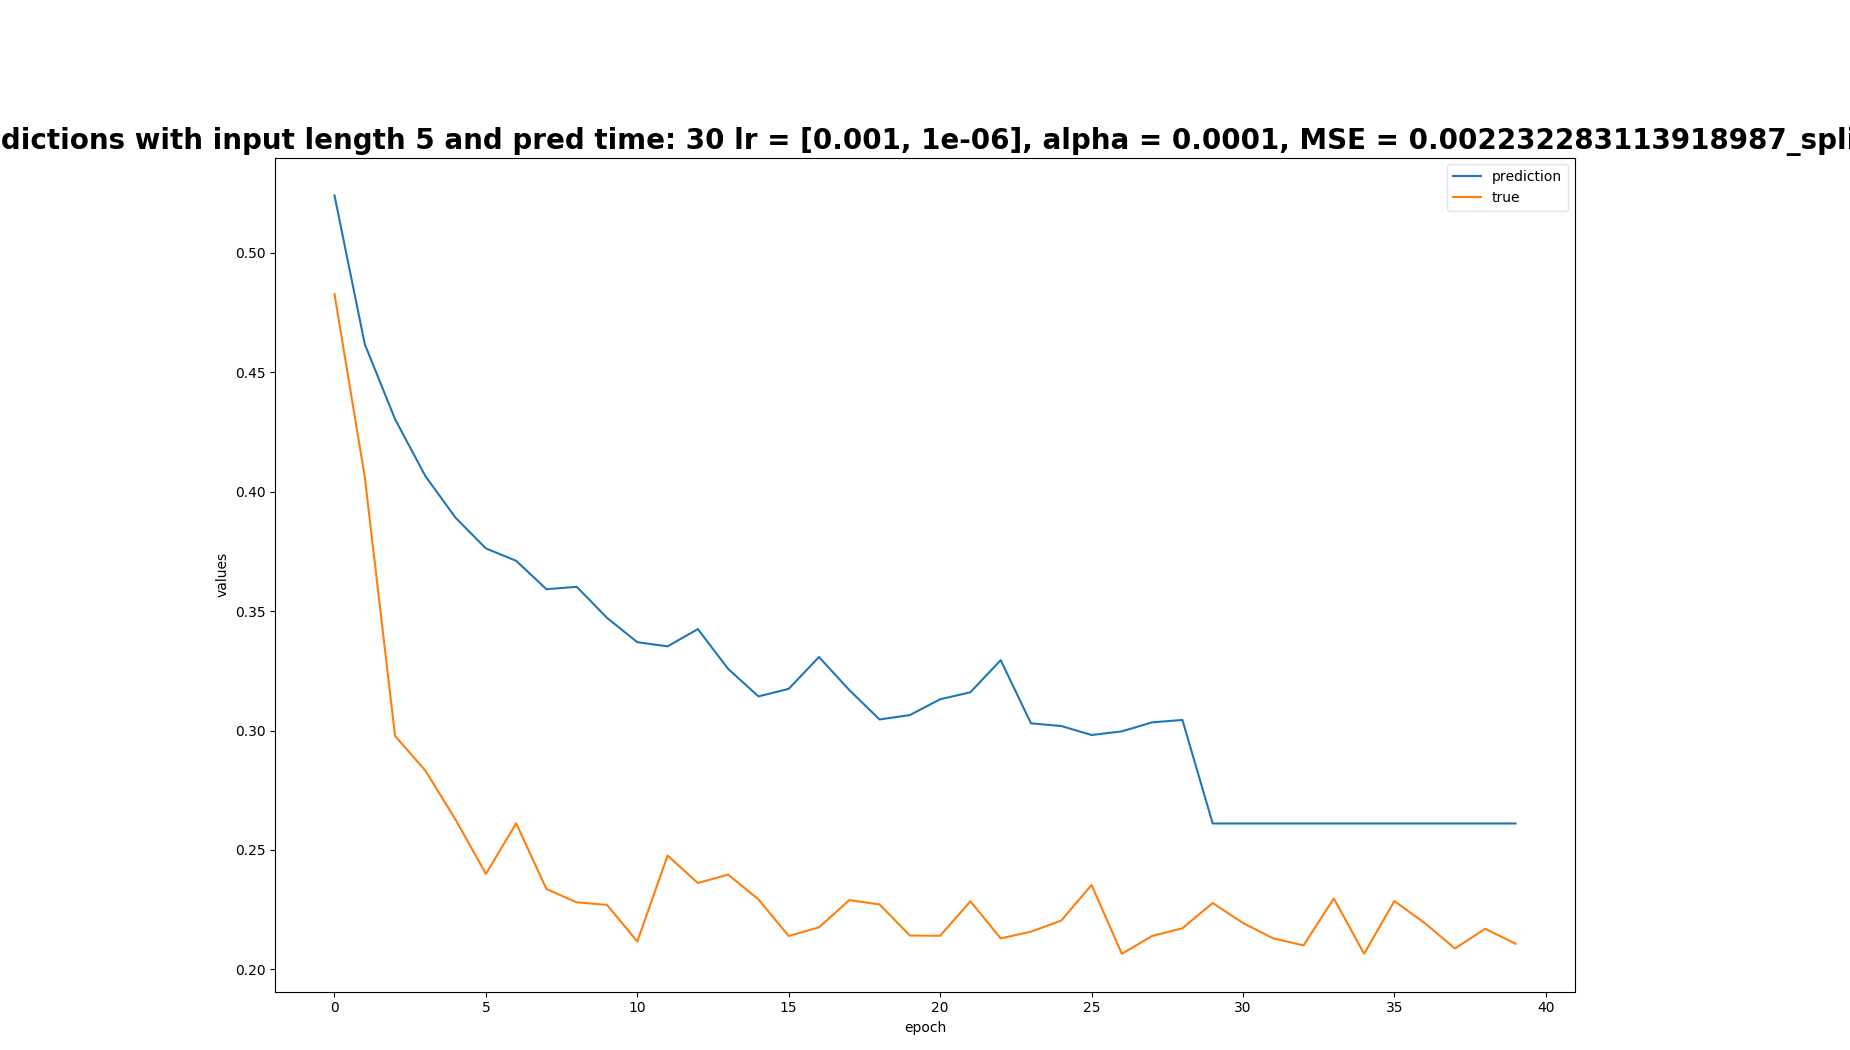 dictions with input length 5 and pred time: 30 lr = [0.001, 1e-06], alpha = 0.0001, MSE = 0.002232283113918987_spli
prediction
true
0.50
0.45
0.40
0.35
0.30
0.25
0.20
values
0 5 10 15 20 25 30 35 40
epoch